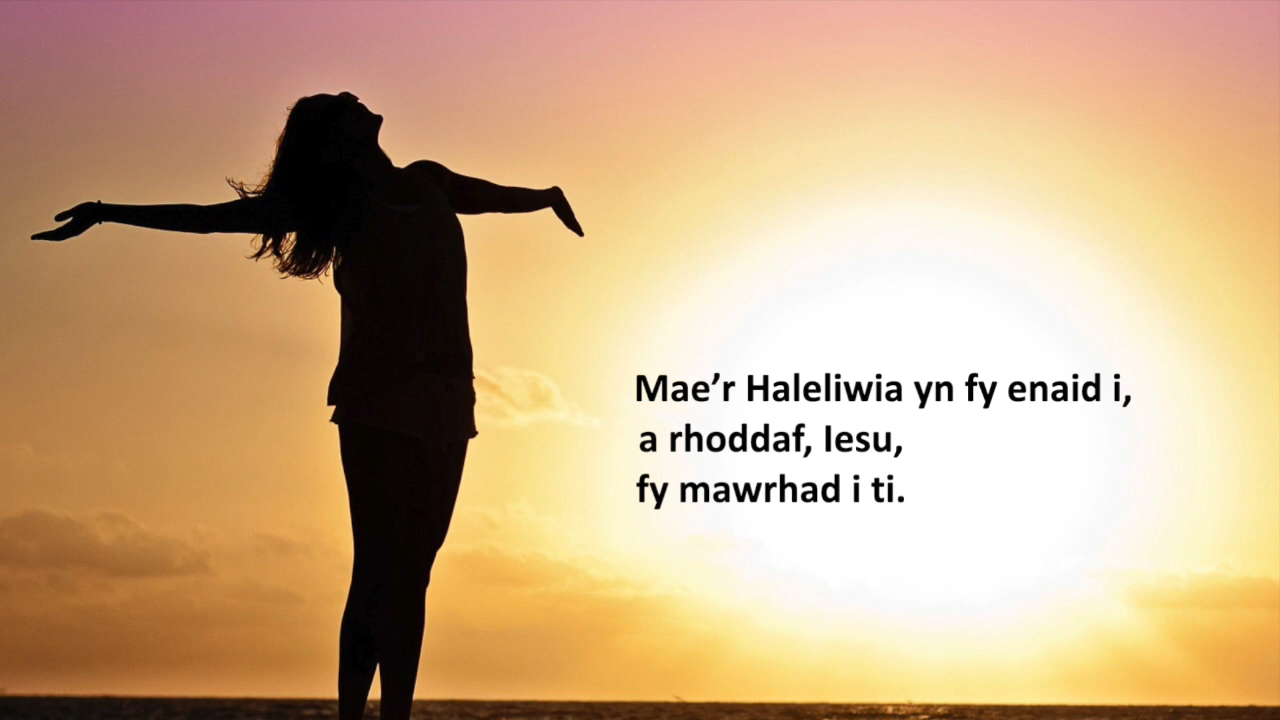 Mae’r Haleliwia yn fy enaid i,
a rhoddaf, Iesu,
fy mawrhad i ti.